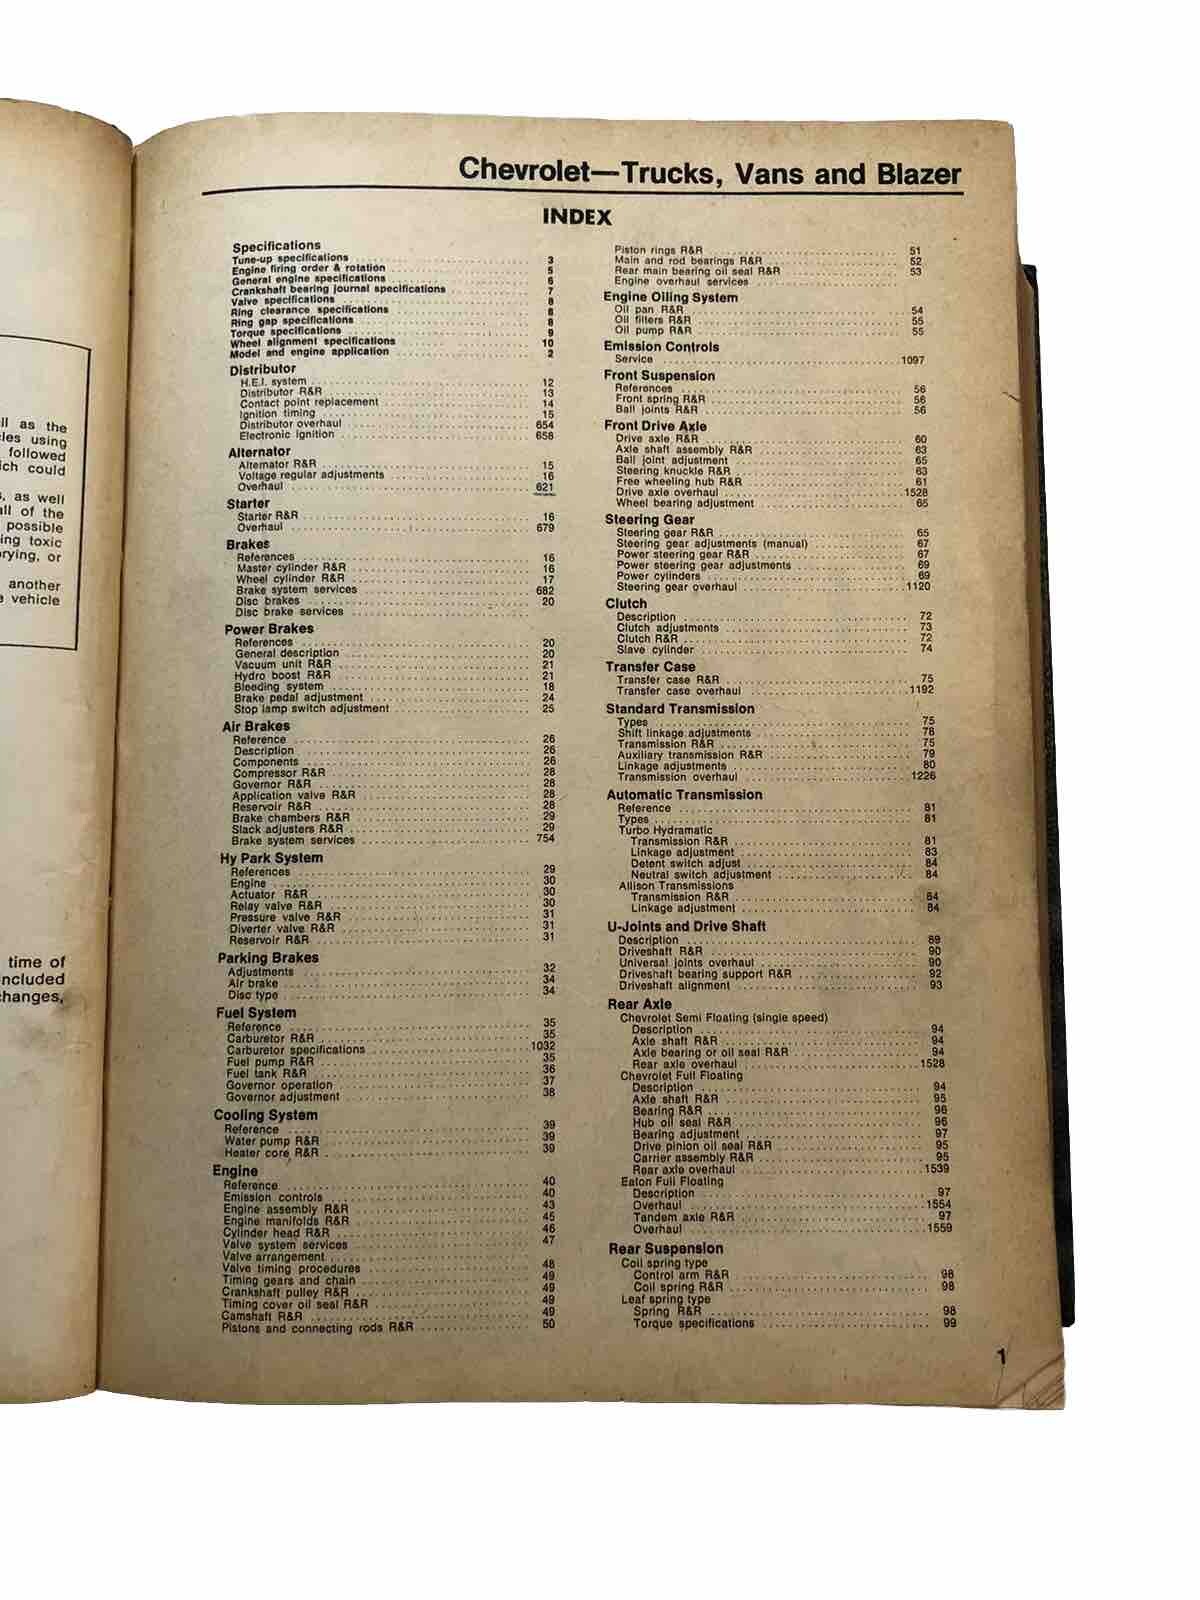 ll as the
cles using
followed
ich could
s, as well
all of the
possible
ing toxic
rying, or
another
e vehicle
time of
included
changes,
Chevrolet—Trucks, Vans and Blazer
INDEX
Specifications
Tune-up specifications 3
Engine firing order & rotation 5
General engine specifications 6
Crankshaft bearing journal specifications 7
Valve specifications 8
Ring clearance specifications 8
Ring gap specifications 8
Torque specifications 9
Wheel alignment specifications 10
Model and engine application 2
Distributor
H.E.I. system 12
Distributor R&R 13
Contact point replacement 14
Ignition timing 15
Distributor overhaul 654
Electronic Ignition 658
Alternator
Alternator R&R 15
Voltage regular adjustments 16
Overhaul 621
Starter
Starter R&R 16
Overhaul 679
Brakes
References 16
Master cylinder R&R 16
Wheel cylinder R&R 17
Brake system services 682
Disc brakes 20
Disc brake services
Power Brakes
References 20
General description 20
Vacuum unit R&R 21
Hydro boost R&R 21
Bleeding system 18
Brake pedal adjustment 24
Stop lamp switch adjustment 25
Air Brakes
Reference 26
Description 26
Components 26
Compressor R&R 28
Governor R&R 28
Application valve R&R 28
Reservoir R&R 28
Brake chambers R&R 29
Slack adjusters R&R 29
Brake system services 754
Hy Park System
References 29
Engine 30
Actuator R&R 30
Relay valve R&R 30
Pressure valve R&R 31
Diverter valve R&R 31
Reservoir R&R 31
Parking Brakes
Adjustments 32
Air brake 34
Disc type 34
Fuel System
Reference 35
Carburetor R&R 35
Carburetor specifications 1032
Fuel pump R&R 35
Fuel tank R&R 36
Governor operation 37
Governor adjustment 38
Cooling System
Reference 39
Water pump R&R 39
Heater core R&R 39
Engine
Reference 40
Emission controls 40
Engine assembly R&R 43
Engine manifolds R&R 45
Cylinder head R&R 46
Valve system services 47
Valve arrangement
Valve timing procedures 48
Timing gears and chain 49
Crankshaft pulley R&R 49
Timing cover oil seal R&R 49
Camshaft R&R 49
Pistons and connecting rods R&R 50
Piston rings R&R 51
Main and rod bearings R&R 52
Rear main bearing oil seal R&R 53
Engine overhaul services
Engine Oiling System
Oil pan R&R 54
Oil filters R&R 55
Oil pump R&R 55
Emission Controls
Service 1097
Front Suspension
References 56
Front spring R&R 56
Ball joints R&R 56
Front Drive Axle
Drive axle R&R 60
Axle shaft assembly R&R 63
Ball joint adjustment 65
Steering knuckle R&R 63
Free wheeling hub R&R 61
Drive axle overhaul 1528
Wheel bearing adjustment 65
Steering Gear
Steering gear R&R 65
Steering gear adjustments (manual) 67
Power steering gear R&R 67
Power steering gear adjustments 69
Power cylinders 69
Steering gear overhaul 1120
Clutch
Description 72
Clutch adjustments 73
Clutch R&R 72
Slave cylinder 74
Transfer Case
Transfer case R&R 75
Transfer case overhaul 1192
Standard Transmission
Types 75
Shift linkage adjustments 78
Transmission R&R 75
Auxiliary transmission R&R 79
Linkage adjustments 80
Transmission overhaul 1226
Automatic Transmission
Reference 81
Types 81
Turbo Hydramatic
Transmission R&R 81
Linkage adjustment 83
Detent switch adjust 84
Neutral switch adjustment 84
Allison Transmissions
Transmission R&R 84
Linkage adjustment 84
U-Joints and Drive Shaft
Description 89
Driveshaft R&R 90
Universal joints overhaul 90
Driveshaft bearing support R&R 92
Driveshaft alignment 93
Rear Axle
Chevrolet Semi Floating (single speed)
Description 94
Axle shaft R&R 94
Axle bearing or oil seal R&R 94
Rear axle overhaul 1528
Chevrolet Full Floating
Description 94
Axle shaft R&R 95
Bearing R&R 96
Hub oil seal R&R 96
Bearing adjustment 97
Drive pinion oil seal R&R 95
Carrier assembly R&R 95
Rear axle overhaul 1539
Eaton Full Floating
Description 97
Overhaul 1554
Tandem axle R&R 97
Overhaul 1559
Rear Suspension
Coil spring type
Control arm R&R 98
Coil spring R&R 98
Leaf spring type
Spring R&R 98
Torque specifications 99
1